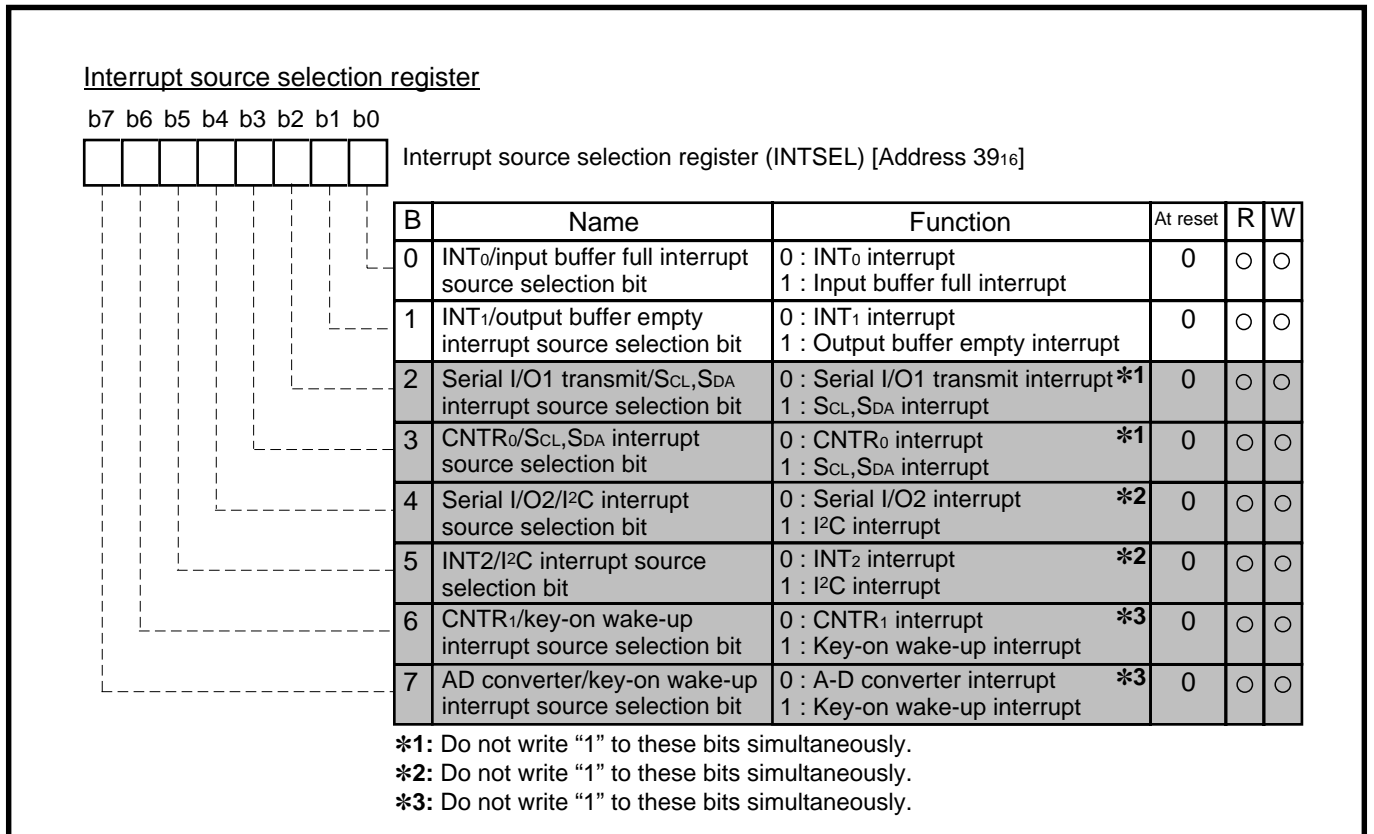 Interrupt source selection register
b7 b6 b5 b4 b3 b2 b1 b0
Interrupt source selection register (INTSEL) [Address 39₁₆]
B Name Function At reset R W
0 INT₀/input buffer full interrupt 0 : INT₀ interrupt 0 ○ ○
source selection bit 1 : Input buffer full interrupt
1 INT₁/output buffer empty 0 : INT₁ interrupt 0 ○ ○
interrupt source selection bit 1 : Output buffer empty interrupt
2 Serial I/O1 transmit/SCL,SDA 0 : Serial I/O1 transmit interrupt ✻1 0 ○ ○
interrupt source selection bit 1 : SCL,SDA interrupt
3 CNTR₀/SCL,SDA interrupt 0 : CNTR₀ interrupt ✻1 0 ○ ○
source selection bit 1 : SCL,SDA interrupt
4 Serial I/O2/I²C interrupt 0 : Serial I/O2 interrupt ✻2 0 ○ ○
source selection bit 1 : I²C interrupt
5 INT2/I²C interrupt source 0 : INT₂ interrupt ✻2 0 ○ ○
selection bit 1 : I²C interrupt
6 CNTR₁/key-on wake-up 0 : CNTR₁ interrupt ✻3 0 ○ ○
interrupt source selection bit 1 : Key-on wake-up interrupt
7 AD converter/key-on wake-up 0 : A-D converter interrupt ✻3 0 ○ ○
interrupt source selection bit 1 : Key-on wake-up interrupt
✻1: Do not write “1” to these bits simultaneously.
✻2: Do not write “1” to these bits simultaneously.
✻3: Do not write “1” to these bits simultaneously.